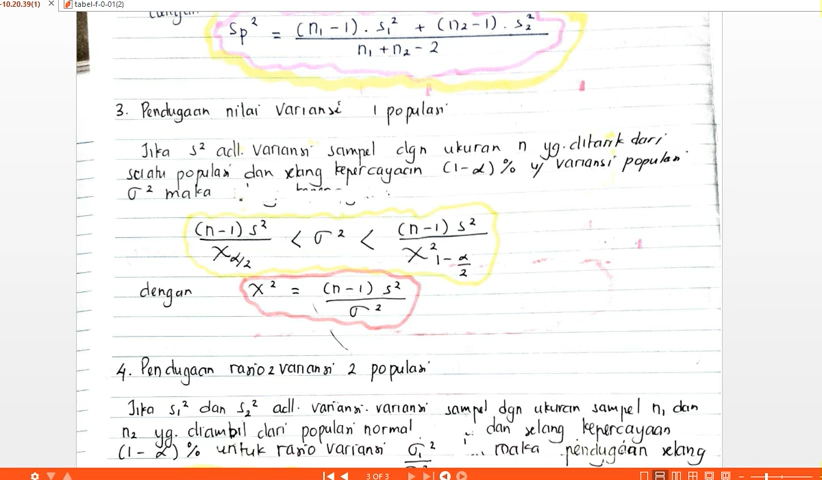 -10.20.39(1)
tabel-f-0-01(2)
Sp² = (n₁-1). s₁² + (n₂-1). s₂² / n₁ + n₂ - 2
3. Pendugaan nilai Variansi 1 populasi
Jika s² adl. variansi sampel dgn ukuran n yg. ditarik dari
suatu populasi dan selang kepercayaan (1-α)% u/ variansi populasi
σ² maka
(n-1) s² / X α/2 < σ² < (n-1) s² / X² 1-α/2
dengan X² = (n-1) s² / σ²
4. Pendugaan rasio 2 variansi 2 populasi
Jika s₁² dan s₂² adl. variansi-variansi sampel dgn ukuran sampel n₁ dan
n₂ yg. diambil dari populasi normal dan selang kepercayaan
(1-α)% untuk rasio variansi σ₁² maka pendugaan selang
3 OF 3